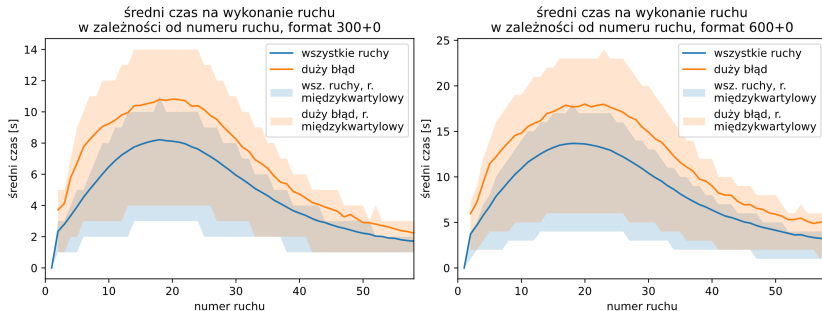 średni czas na wykonanie ruchu
w zależności od numeru ruchu, format 300+0
14
12
10
8
6
4
2
0
średni czas [s]
wszystkie ruchy
duży błąd
wsz. ruchy, r.
międzykwartylowy
duży błąd, r.
międzykwartylowy
0 10 20 30 40 50
numer ruchu
średni czas na wykonanie ruchu
w zależności od numeru ruchu, format 600+0
25
20
15
10
5
0
średni czas [s]
wszystkie ruchy
duży błąd
wsz. ruchy, r.
międzykwartylowy
duży błąd, r.
międzykwartylowy
0 10 20 30 40 50
numer ruchu